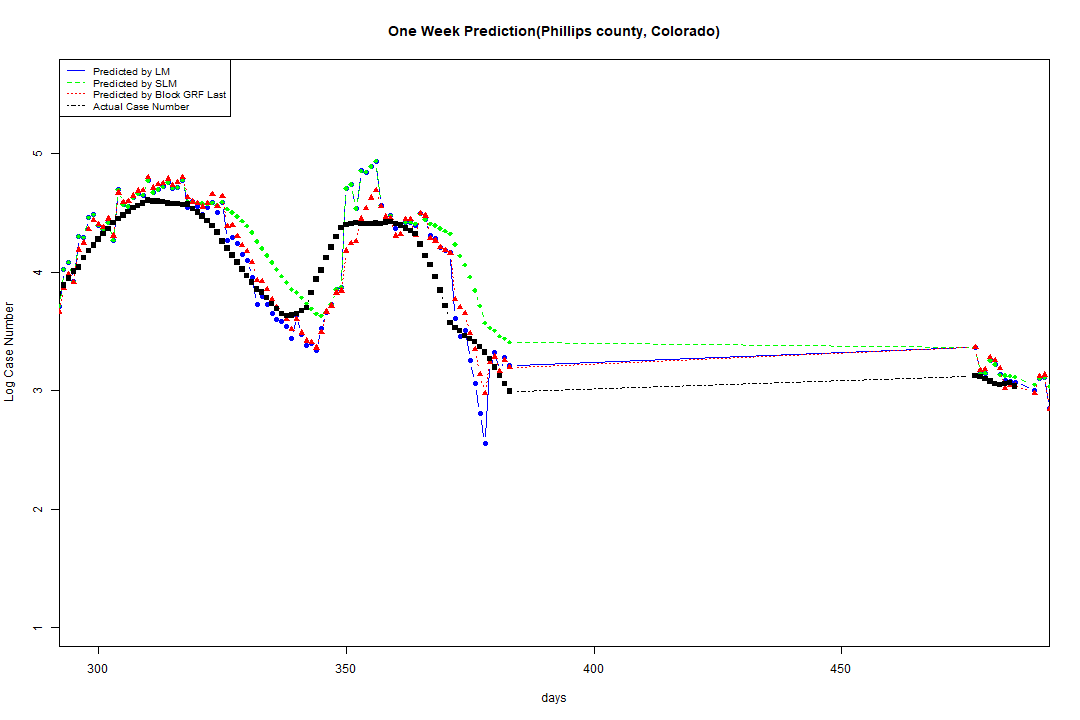 One Week Prediction(Phillips county, Colorado)
Predicted by LM
Predicted by SLM
Predicted by Block GRF Last
Actual Case Number
Log Case Number
5
4
3
2
1
300
350
400
450
days